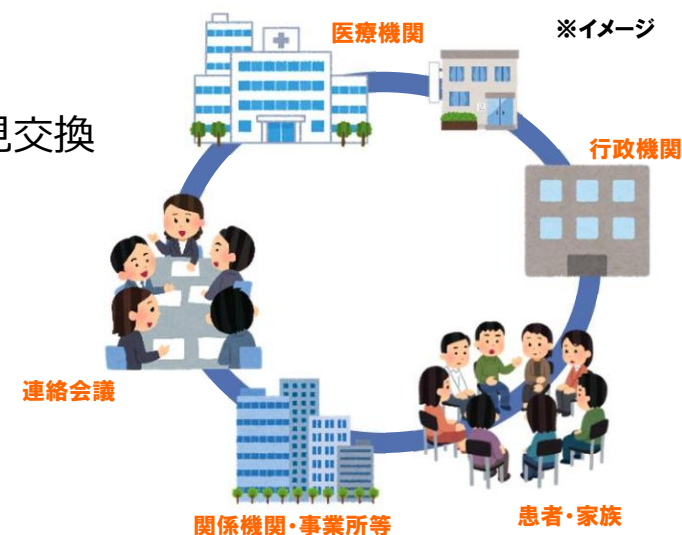 医療機関
※イメージ
見交換
行政機関
連絡会議
関係機関・事業所等
患者・家族